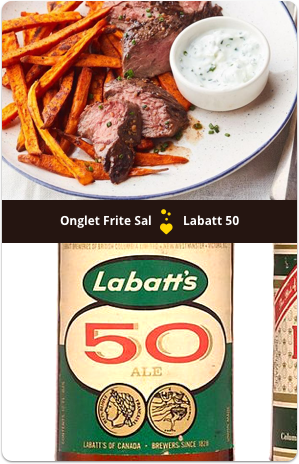 Onglet Frite Sal Labatt 50
Labatt's
50
ALE
LABATT'S OF CANADA • BREWERS SINCE 1828